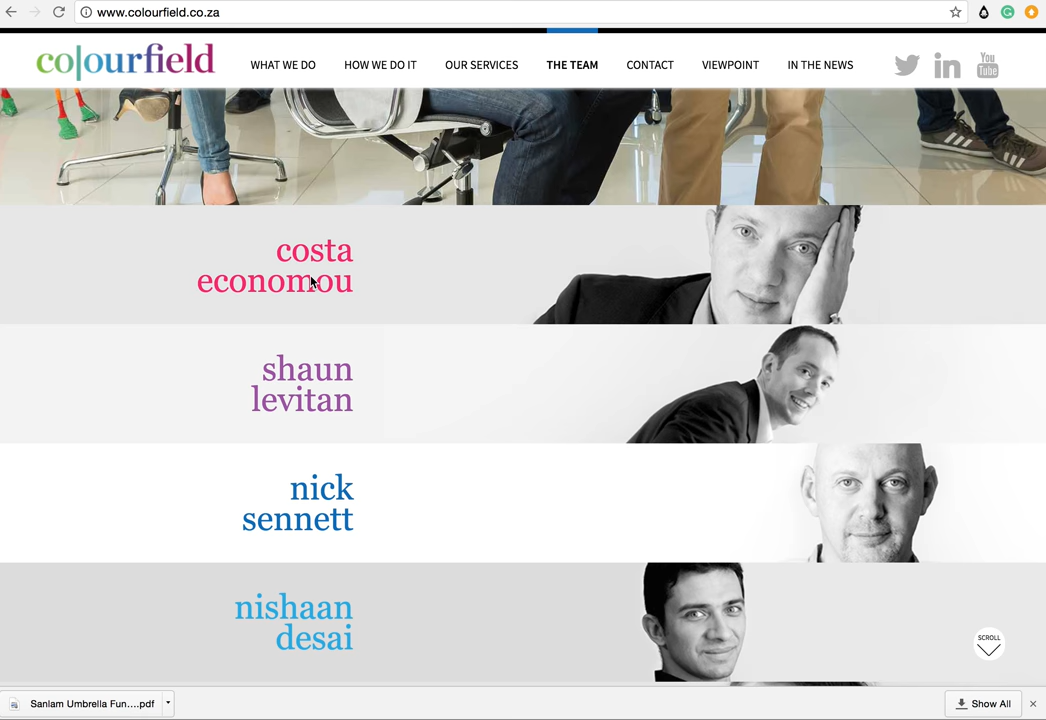 www.colourfield.co.za
colourfield
WHAT WE DO
HOW WE DO IT
OUR SERVICES
THE TEAM
CONTACT
VIEWPOINT
IN THE NEWS
You
Tube
costa
economou
shaun
levitan
nick
sennett
nishaan
desai
SCROLL
Sanlam Umbrella Fun....pdf
Show All